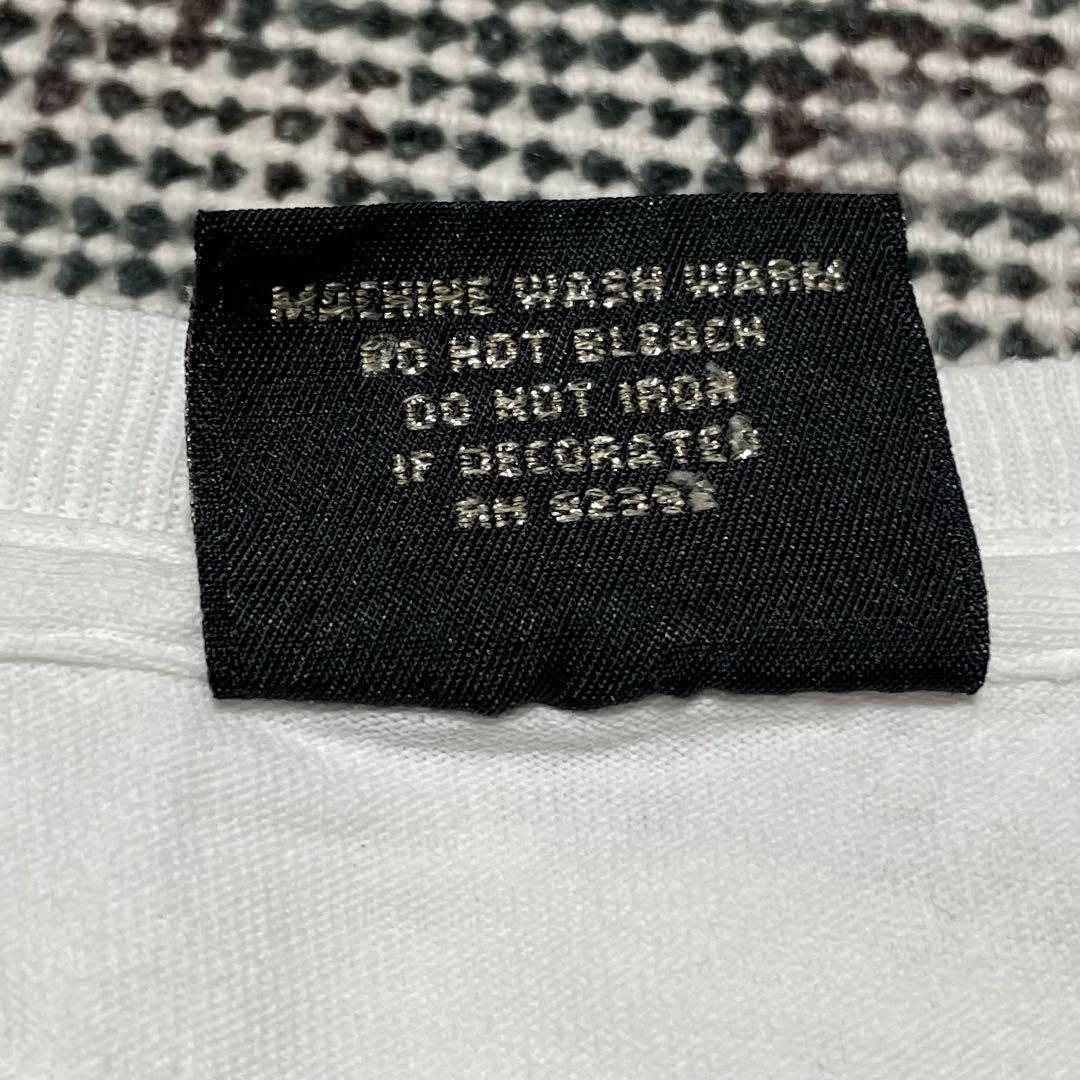 MACHINE WASH WARM
DO NOT BLEACH
DO NOT IRON
IF DECORATED
RN